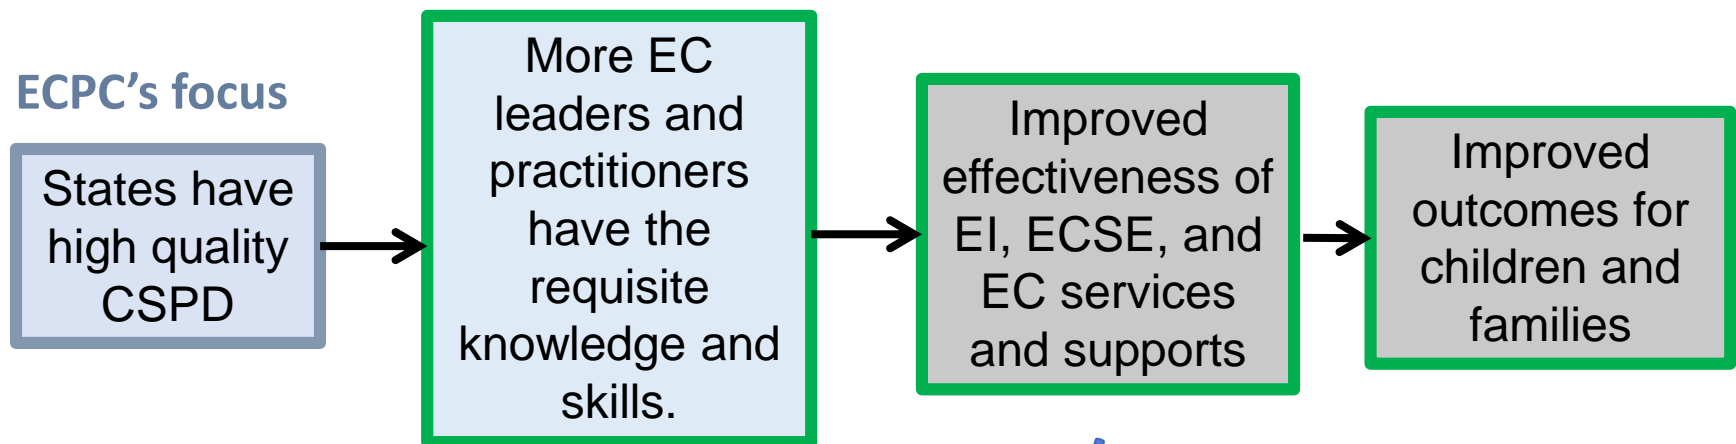 ECPC’s focus
States have
high quality
CSPD
More EC
leaders and
practitioners
have the
requisite
knowledge and
skills.
Improved
effectiveness of
EI, ECSE, and
EC services
and supports
Improved
outcomes for
children and
families